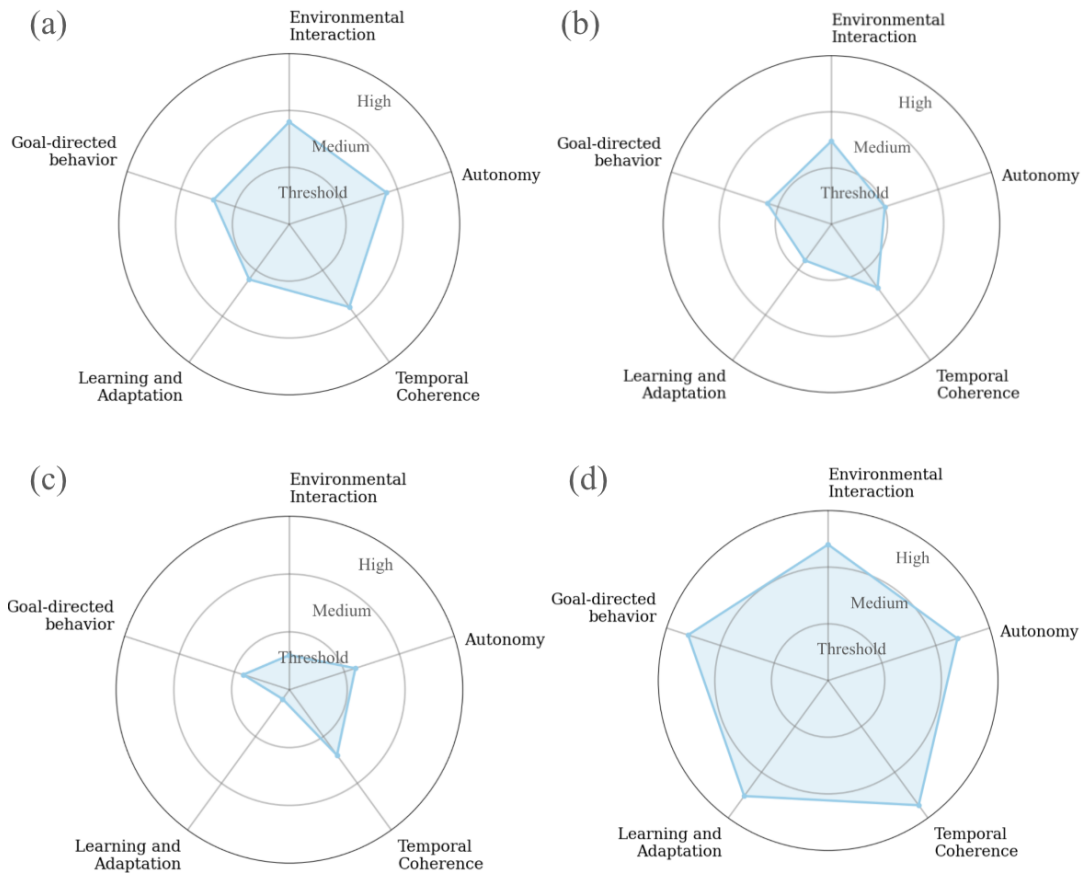 (a)
Environmental
Interaction
High
Medium
Threshold
Goal-directed
behavior
Autonomy
Learning and
Adaptation
Temporal
Coherence
(b)
Environmental
Interaction
High
Medium
Threshold
Goal-directed
behavior
Autonomy
Learning and
Adaptation
Temporal
Coherence
(c)
Environmental
Interaction
High
Medium
Threshold
Goal-directed
behavior
Autonomy
Learning and
Adaptation
Temporal
Coherence
(d)
Environmental
Interaction
High
Medium
Threshold
Goal-directed
behavior
Autonomy
Learning and
Adaptation
Temporal
Coherence